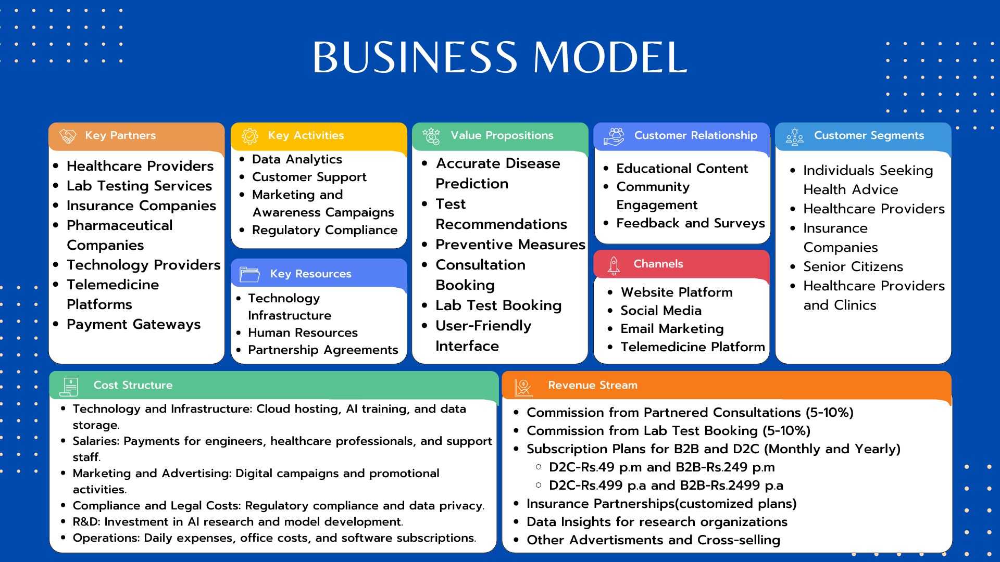 BUSINESS MODEL
Key Partners
Healthcare Providers
Lab Testing Services
Insurance Companies
Pharmaceutical
Companies
Technology Providers
Telemedicine
Platforms
Payment Gateways
Key Activities
Data Analytics
Customer Support
Marketing and
Awareness Campaigns
Regulatory Compliance
Key Resources
Technology
Infrastructure
Human Resources
Partnership Agreements
Value Propositions
Accurate Disease
Prediction
Test
Recommendations
Preventive Measures
Consultation
Booking
Lab Test Booking
User-Friendly
Interface
Customer Relationship
Educational Content
Community
Engagement
Feedback and Surveys
Channels
Website Platform
Social Media
Email Marketing
Telemedicine Platform
Customer Segments
Individuals Seeking
Health Advice
Healthcare Providers
Insurance
Companies
Senior Citizens
Healthcare Providers
and Clinics
Cost Structure
Technology and Infrastructure: Cloud hosting, AI training, and data
storage.
Salaries: Payments for engineers, healthcare professionals, and support
staff.
Marketing and Advertising: Digital campaigns and promotional
activities.
Compliance and Legal Costs: Regulatory compliance and data privacy.
R&D: Investment in AI research and model development.
Operations: Daily expenses, office costs, and software subscriptions.
Revenue Stream
Commission from Partnered Consultations (5-10%)
Commission from Lab Test Booking (5-10%)
Subscription Plans for B2B and D2C (Monthly and Yearly)
D2C-Rs.49 p.m and B2B-Rs.249 p.m
D2C-Rs.499 p.a and B2B-Rs.2499 p.a
Insurance Partnerships(customized plans)
Data Insights for research organizations
Other Advertisments and Cross-selling